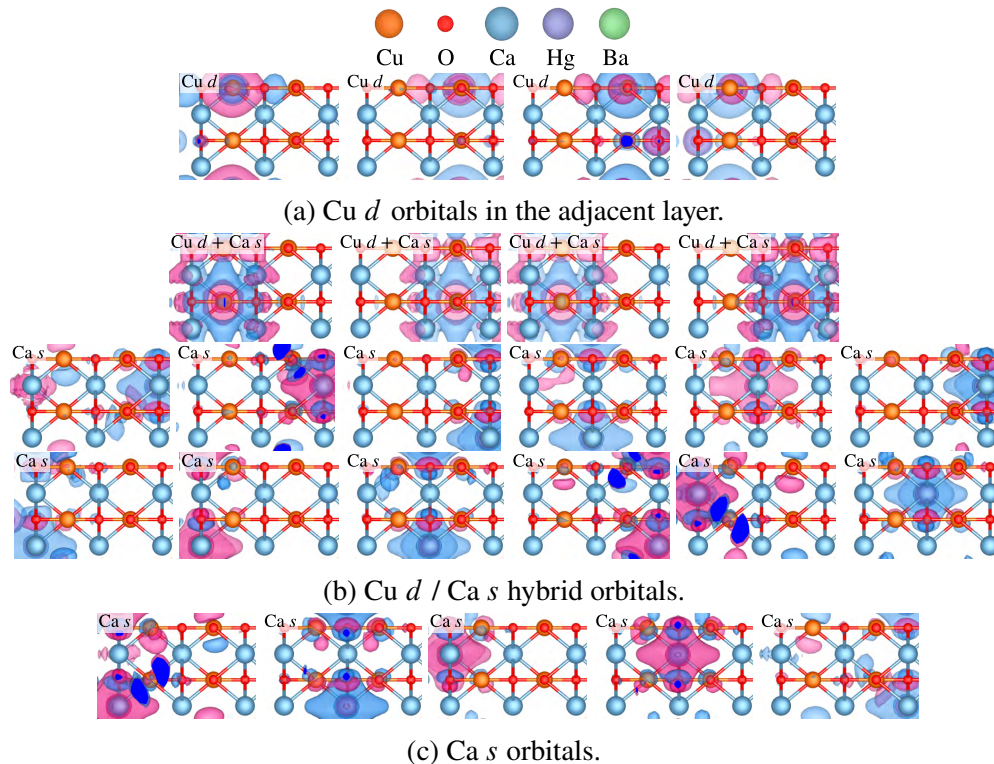 Cu O Ca Hg Ba
Cu d Cu d Cu d Cu d
(a) Cu d orbitals in the adjacent layer.
Cu d + Ca s Cu d + Ca s Cu d + Ca s Cu d + Ca s
Ca s Ca s Ca s Ca s Ca s Ca s
Ca s Ca s Ca s Ca s Ca s Ca s
(b) Cu d / Ca s hybrid orbitals.
Ca s Ca s Ca s Ca s Ca s
(c) Ca s orbitals.